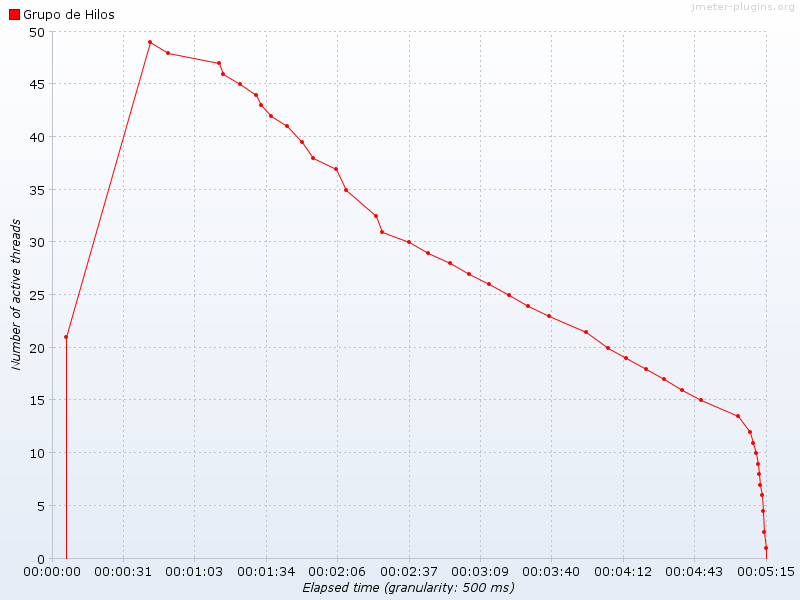 jmeter-plugins.org
Grupo de Hilos
50
45
40
35
30
25
20
15
10
5
0
Number of active threads
00:00:00 00:00:31 00:01:03 00:01:34 00:02:06 00:02:37 00:03:09 00:03:40 00:04:12 00:04:43 00:05:15
Elapsed time (granularity: 500 ms)